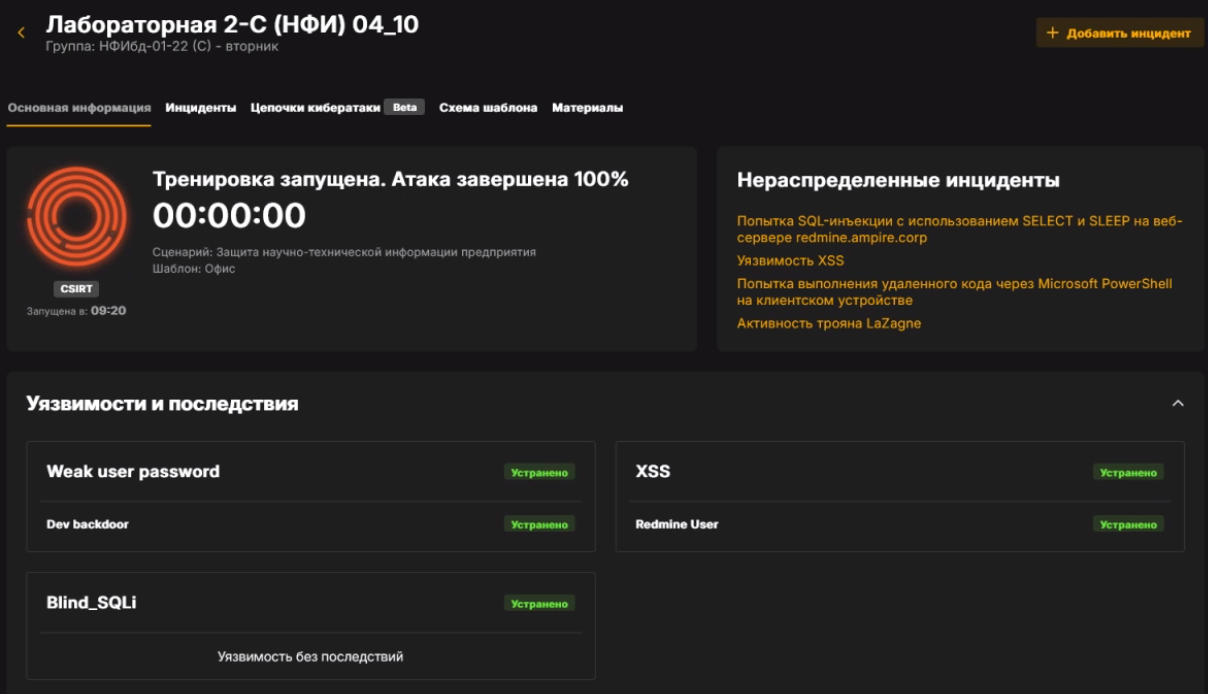 Лабораторная 2-С (НФИ) 04_10
Группа: НФИбд-01-22 (С) - вторник
+ Добавить инцидент
Основная информация Инциденты Цепочки кибератаки Beta Схема шаблона Материалы
Тренировка запущена. Атака завершена 100%
00:00:00
Сценарий: Защита научно-технической информации предприятия
Шаблон: Офис
CSIRT
Запущена в: 09:20
Нераспределенные инциденты
Попытка SQL-инъекции с использованием SELECT и SLEEP на веб-
сервере redmine.ampire.corp
Уязвимость XSS
Попытка выполнения удаленного кода через Microsoft PowerShell
на клиентском устройстве
Активность трояна LaZagne
Уязвимости и последствия
Weak user password Устранено
Dev backdoor Устранено
XSS Устранено
Redmine User Устранено
Blind_SQLi Устранено
Уязвимость без последствий